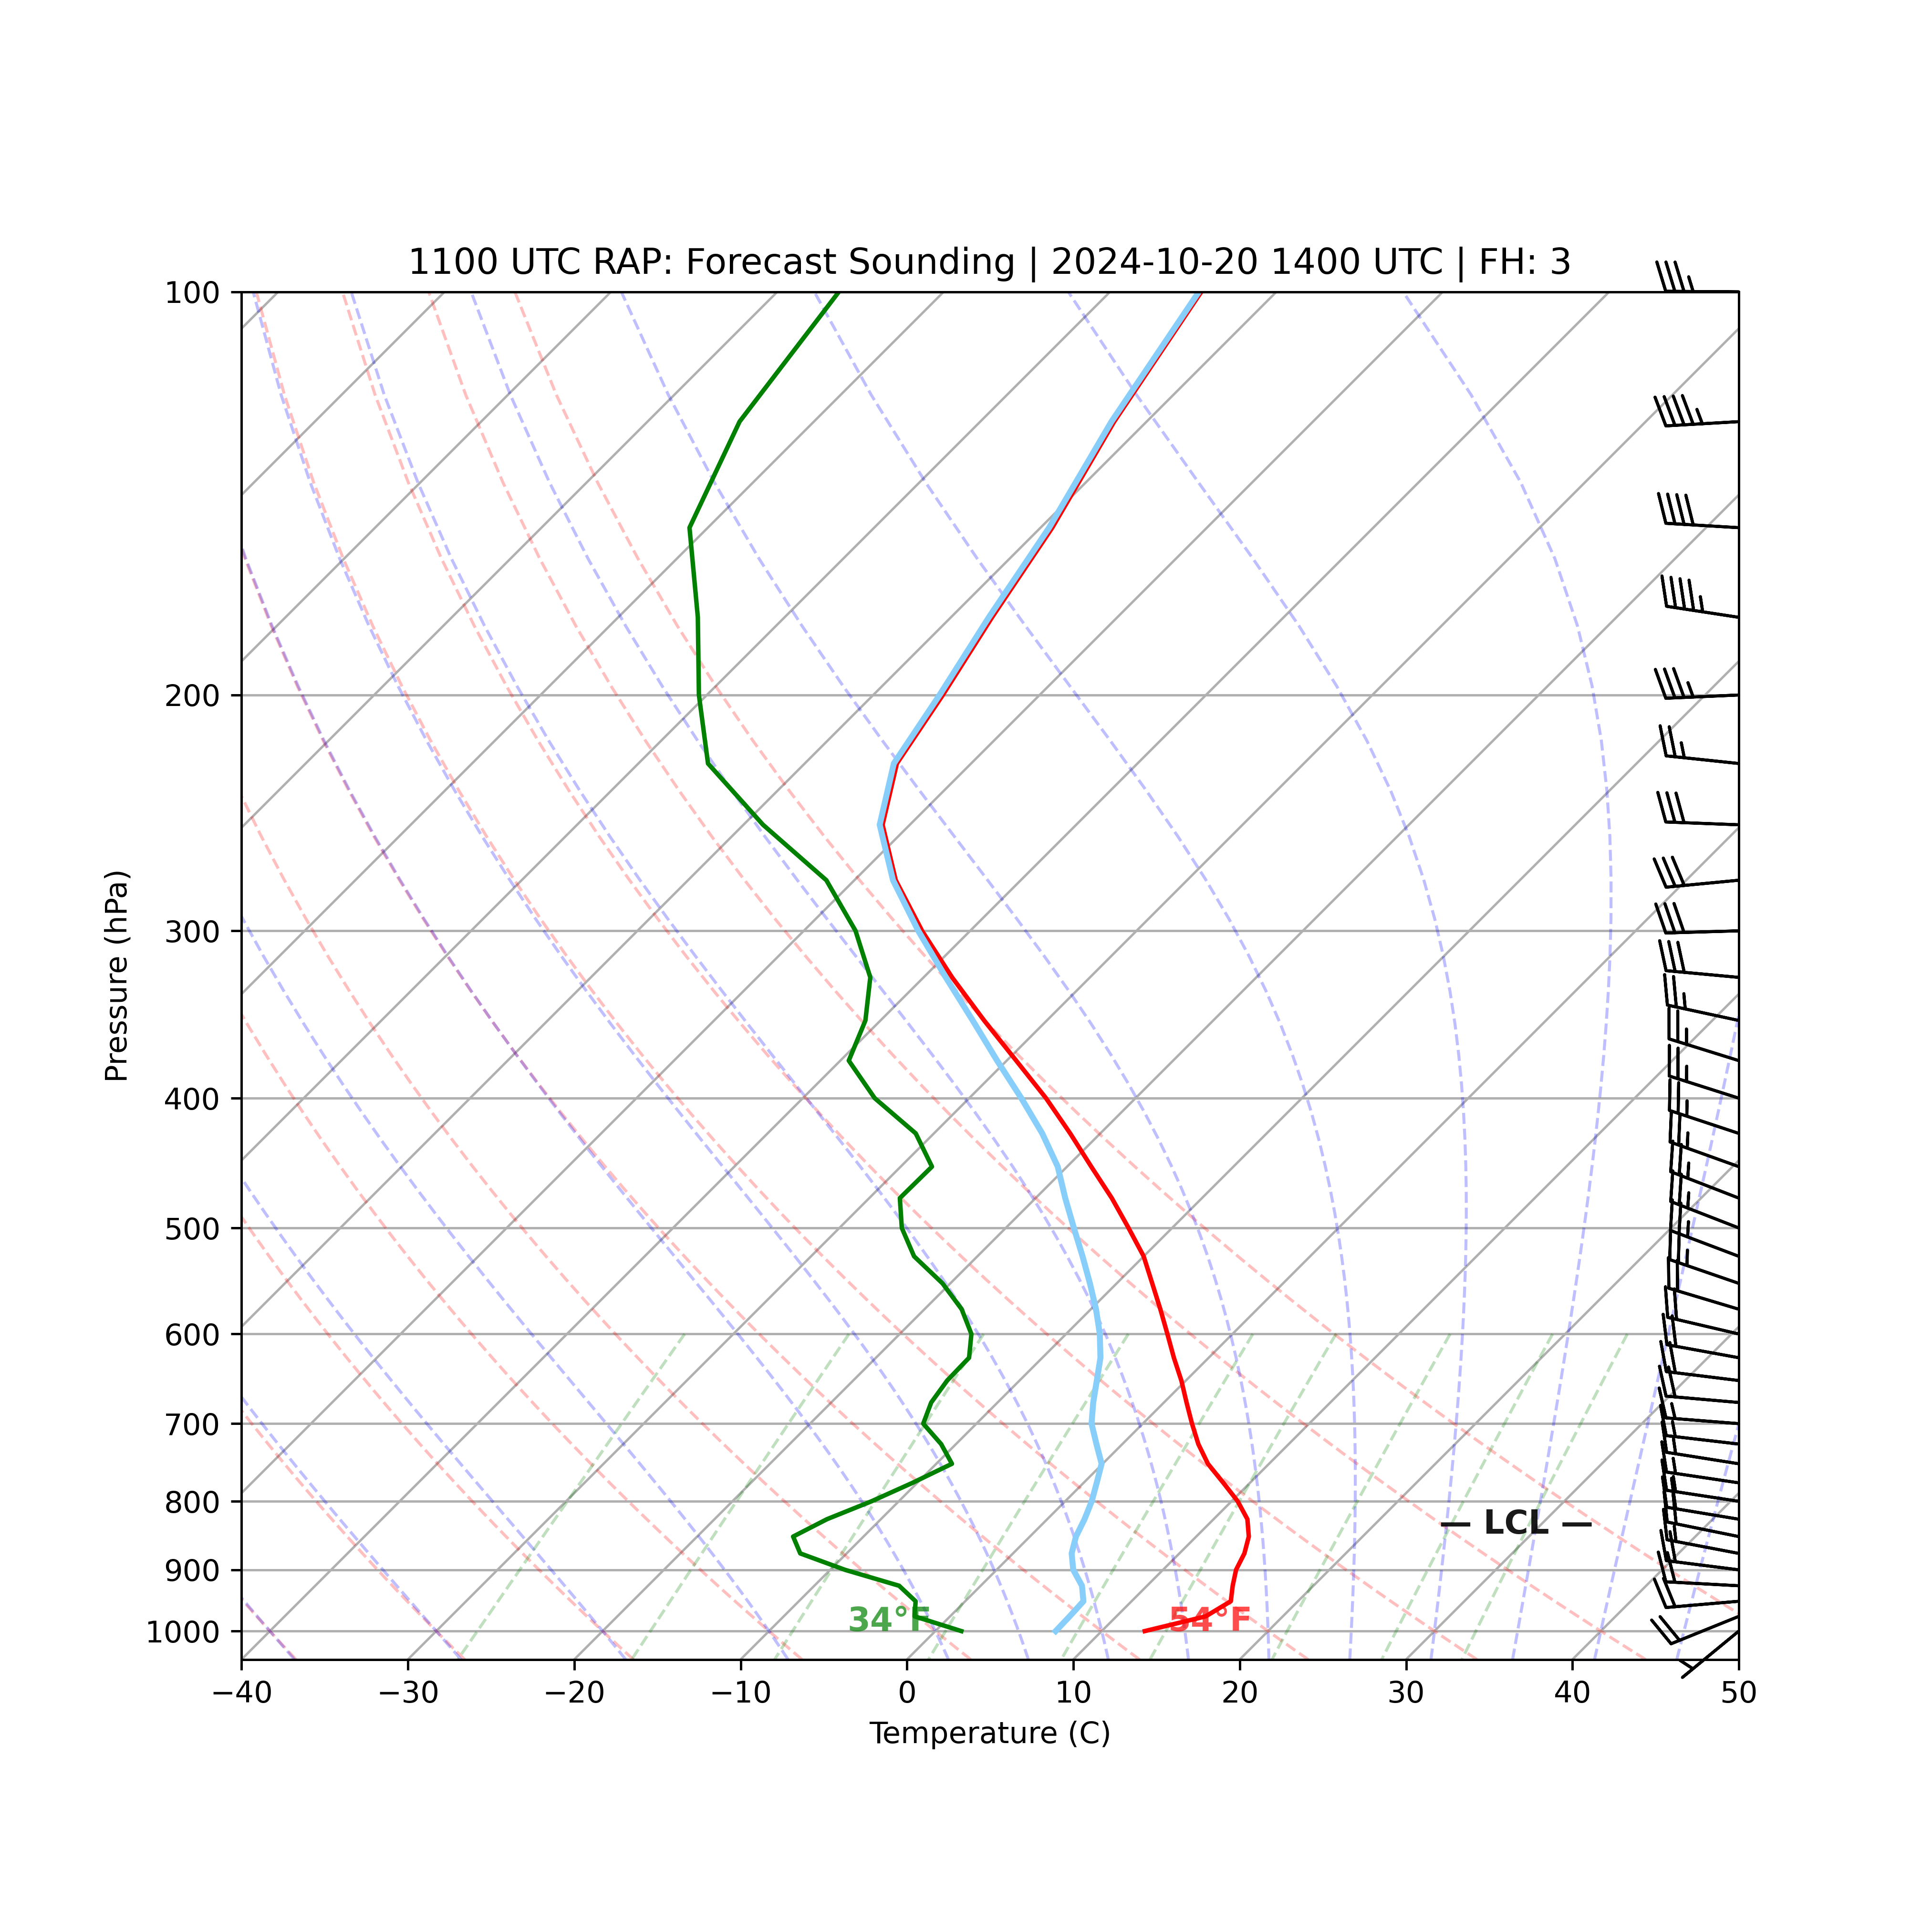 1100 UTC RAP: Forecast Sounding | 2024-10-20 1400 UTC | FH: 3
100
200
300
400
500
600
700
800
900
1000
Pressure (hPa)
— LCL —
34°F
54°F
−40 −30 −20 −10 0 10 20 30 40 50
Temperature (C)